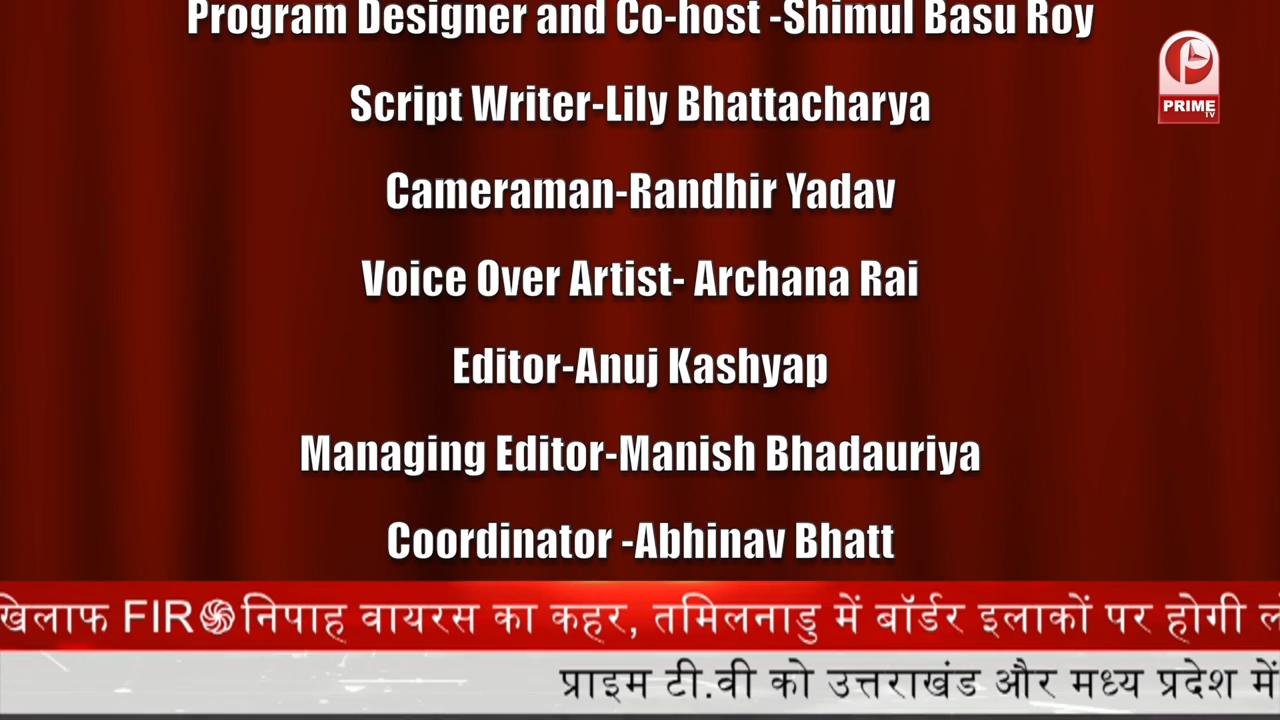 Program Designer and Co-host -Shimul Basu Roy
PRIME
TV
Script Writer-Lily Bhattacharya
Cameraman-Randhir Yadav
Voice Over Artist- Archana Rai
Editor-Anuj Kashyap
Managing Editor-Manish Bhadauriya
Coordinator -Abhinav Bhatt
खिलाफ FIR निपाह वायरस का कहर, तमिलनाडु में बॉर्डर इलाकों पर होगी
प्राइम टी.वी को उत्तराखंड और मध्य प्रदेश में